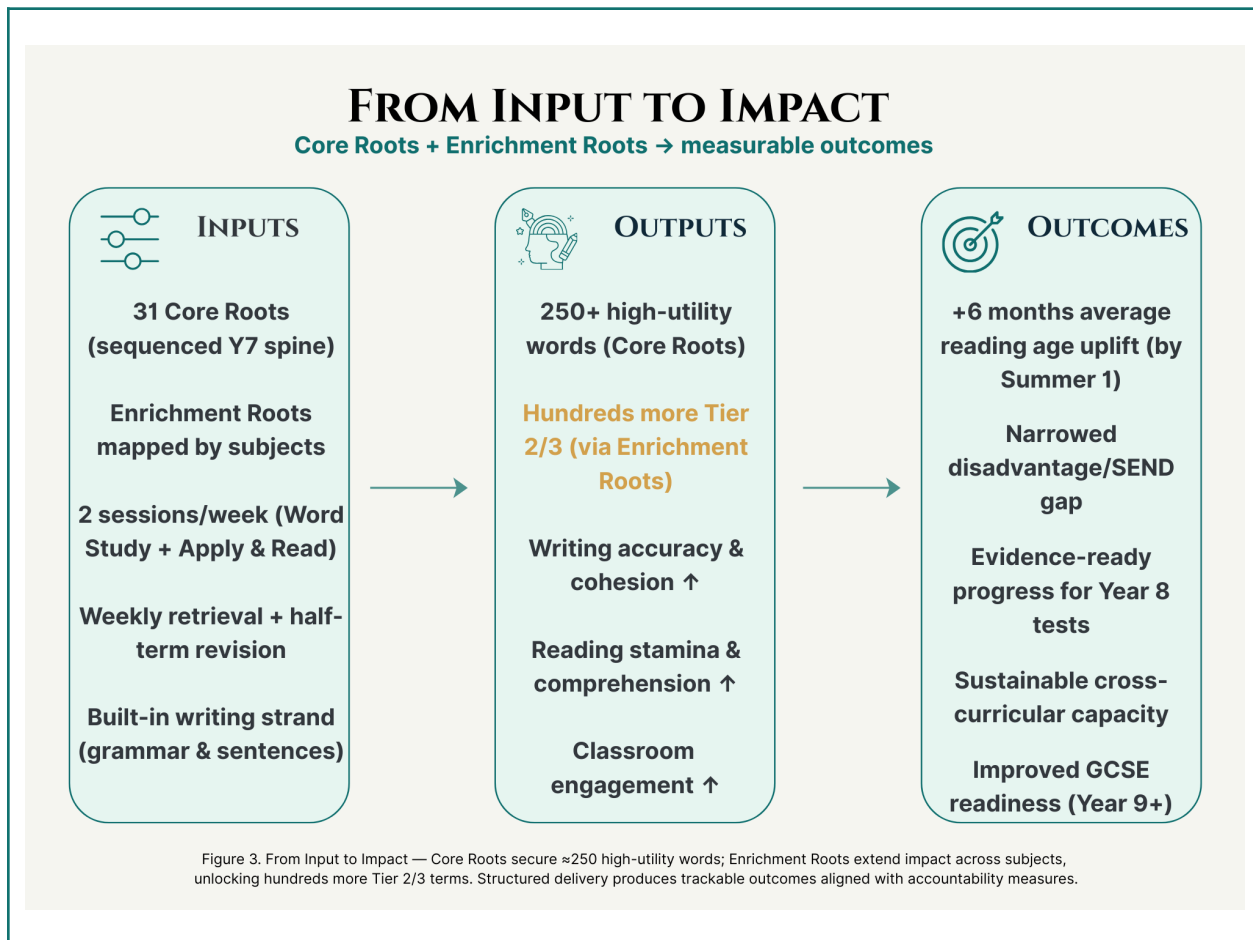 From Input to Impact
Core Roots + Enrichment Roots → measurable outcomes
Inputs
31 Core Roots
(sequenced Y7 spine)
Enrichment Roots
mapped by subjects
2 sessions/week (Word
Study + Apply & Read)
Weekly retrieval + half-
term revision
Built-in writing strand
(grammar & sentences)
Outputs
250+ high-utility
words (Core Roots)
Hundreds more Tier
2/3 (via Enrichment
Roots)
Writing accuracy &
cohesion ↑
Reading stamina &
comprehension ↑
Classroom
engagement ↑
Outcomes
+6 months average
reading age uplift (by
Summer 1)
Narrowed
disadvantage/SEND
gap
Evidence-ready
progress for Year 8
tests
Sustainable cross-
curricular capacity
Improved GCSE
readiness (Year 9+)
Figure 3. From Input to Impact — Core Roots secure ≈250 high-utility words; Enrichment Roots extend impact across subjects,
unlocking hundreds more Tier 2/3 terms. Structured delivery produces trackable outcomes aligned with accountability measures.